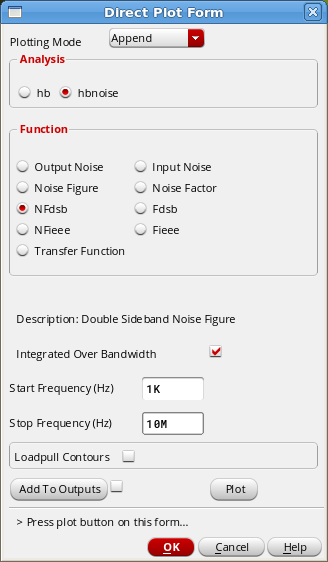 Direct Plot Form
Plotting Mode Append
Analysis
hb hbnoise
Function
Output Noise Input Noise
Noise Figure Noise Factor
NFdsb Fdsb
NFieee Fieee
Transfer Function
Description: Double Sideband Noise Figure
Integrated Over Bandwidth
Start Frequency (Hz) 1K
Stop Frequency (Hz) 10M
Loadpull Contours
Add To Outputs Plot
> Press plot button on this form...
OK Cancel Help